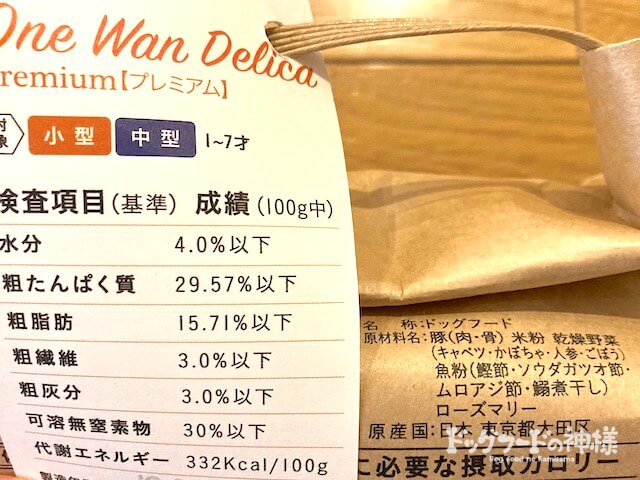 One Wan Delica
Premium【プレミアム】
対象 小型 中型 1~7才
検査項目(基準) 成績(100g中)
水分 4.0%以下
粗たんぱく質 29.57%以下
粗脂肪 15.71%以下
粗繊維 3.0%以下
粗灰分 3.0%以下
可溶無窒素物 30%以下
代謝エネルギー 332Kcal/100g
名 称:ドッグフード
原材料名:豚(肉・骨) 米粉 乾燥野菜
(キャベツ・かぼちゃ・人参・ごぼう)
魚粉(鰹節・ソウダガツオ節・
ムロアジ節・鰯煮干し)
ローズマリー
原産国:日本 東京都大田区
ドッグフードの神様
Dog Food no Kamisama
に必要な摂取カロリー